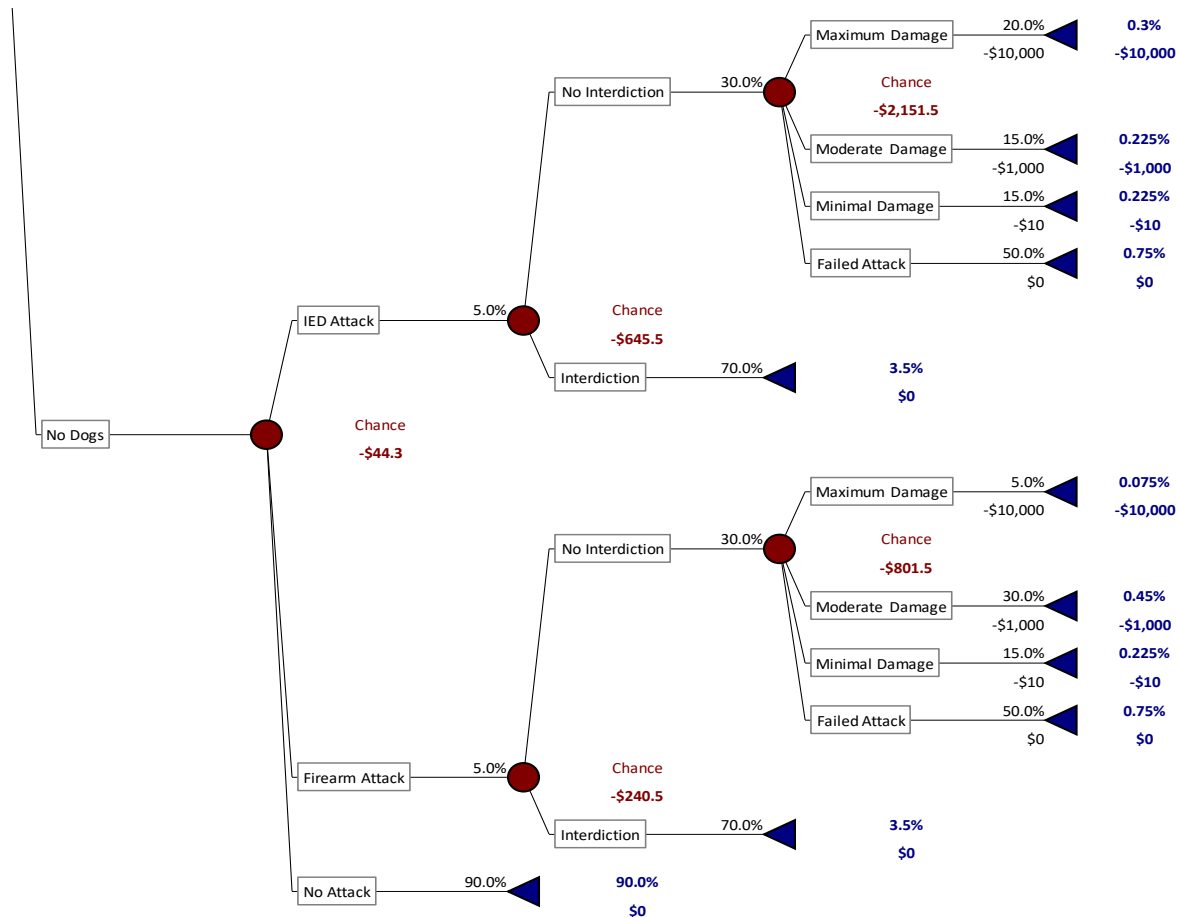 Maximum Damage 20.0% 0.3%
-$10,000 -$10,000
No Interdiction 30.0% Chance
-$2,151.5
Moderate Damage 15.0% 0.225%
-$1,000 -$1,000
Minimal Damage 15.0% 0.225%
-$10 -$10
Failed Attack 50.0% 0.75%
$0 $0
IED Attack 5.0% Chance
-$645.5
Interdiction 70.0% 3.5%
$0
No Dogs Chance
-$44.3
Maximum Damage 5.0% 0.075%
-$10,000 -$10,000
No Interdiction 30.0% Chance
-$801.5
Moderate Damage 30.0% 0.45%
-$1,000 -$1,000
Minimal Damage 15.0% 0.225%
-$10 -$10
Failed Attack 50.0% 0.75%
$0 $0
Firearm Attack 5.0% Chance
-$240.5
Interdiction 70.0% 3.5%
$0
No Attack 90.0% 90.0%
$0